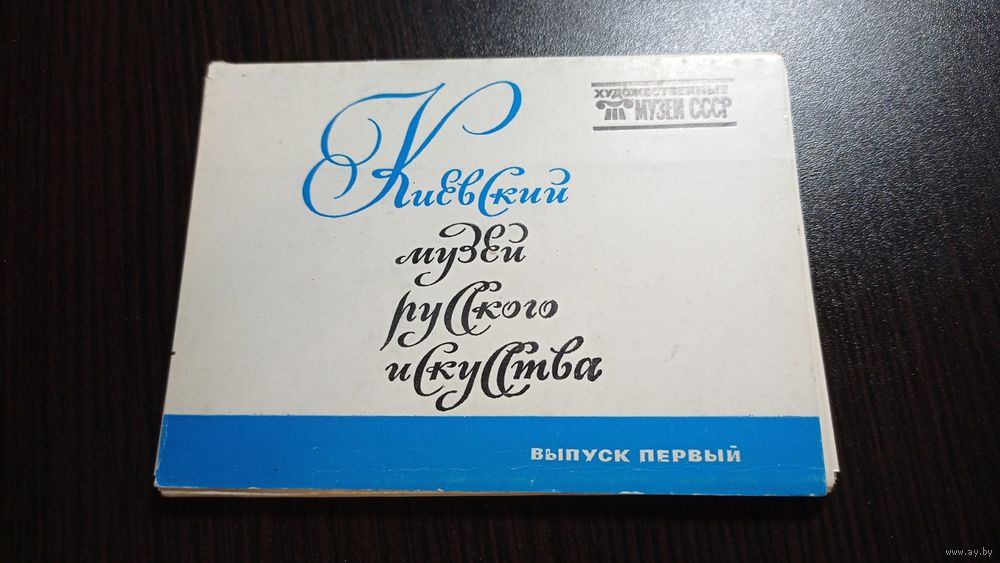 ХУДОЖЕСТВЕННЫЕ
МУЗЕИ СССР
Киевский
музей
русского
искусства
ВЫПУСК ПЕРВЫЙ
www.ay.by